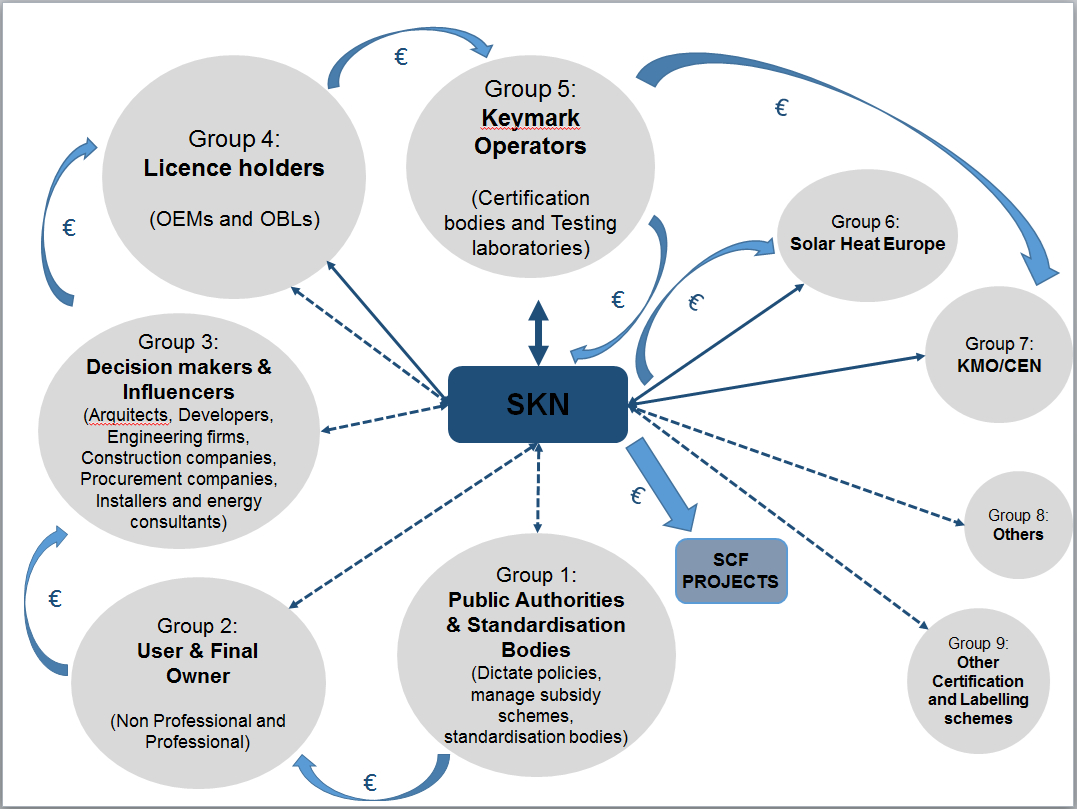 €
Group 5:
Keymark
Operators
(Certification
bodies and Testing
laboratories)
€
Group 4:
Licence holders
(OEMs and OBLs)
€
Group 6:
Solar Heat Europe
€
€
Group 7:
KMO/CEN
Group 3:
Decision makers &
Influencers
(Arquitects, Developers,
Engineering firms,
Construction companies,
Procurement companies,
Installers and energy
consultants)
SKN
€
SCF
PROJECTS
Group 8:
Others
€
Group 2:
User & Final
Owner
(Non Professional and
Professional)
Group 1:
Public Authorities
& Standardisation
Bodies
(Dictate policies,
manage subsidy
schemes,
standardisation bodies)
Group 9:
Other
Certification
and Labelling
schemes
€